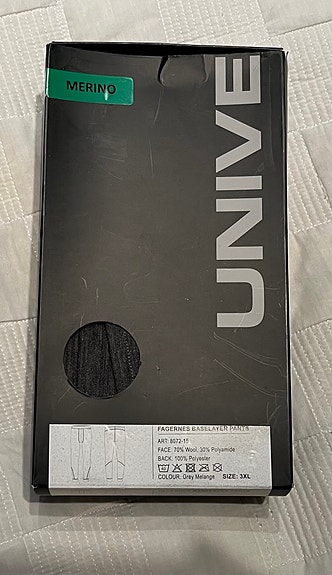 MERINO
UNIVE
FAGERNES BASELAYER PANTS
ART: 8072-15
FACE: 70% Wool, 30% Polyamide
BACK: 100% Polyester
COLOUR: Grey Melange SIZE: 3XL